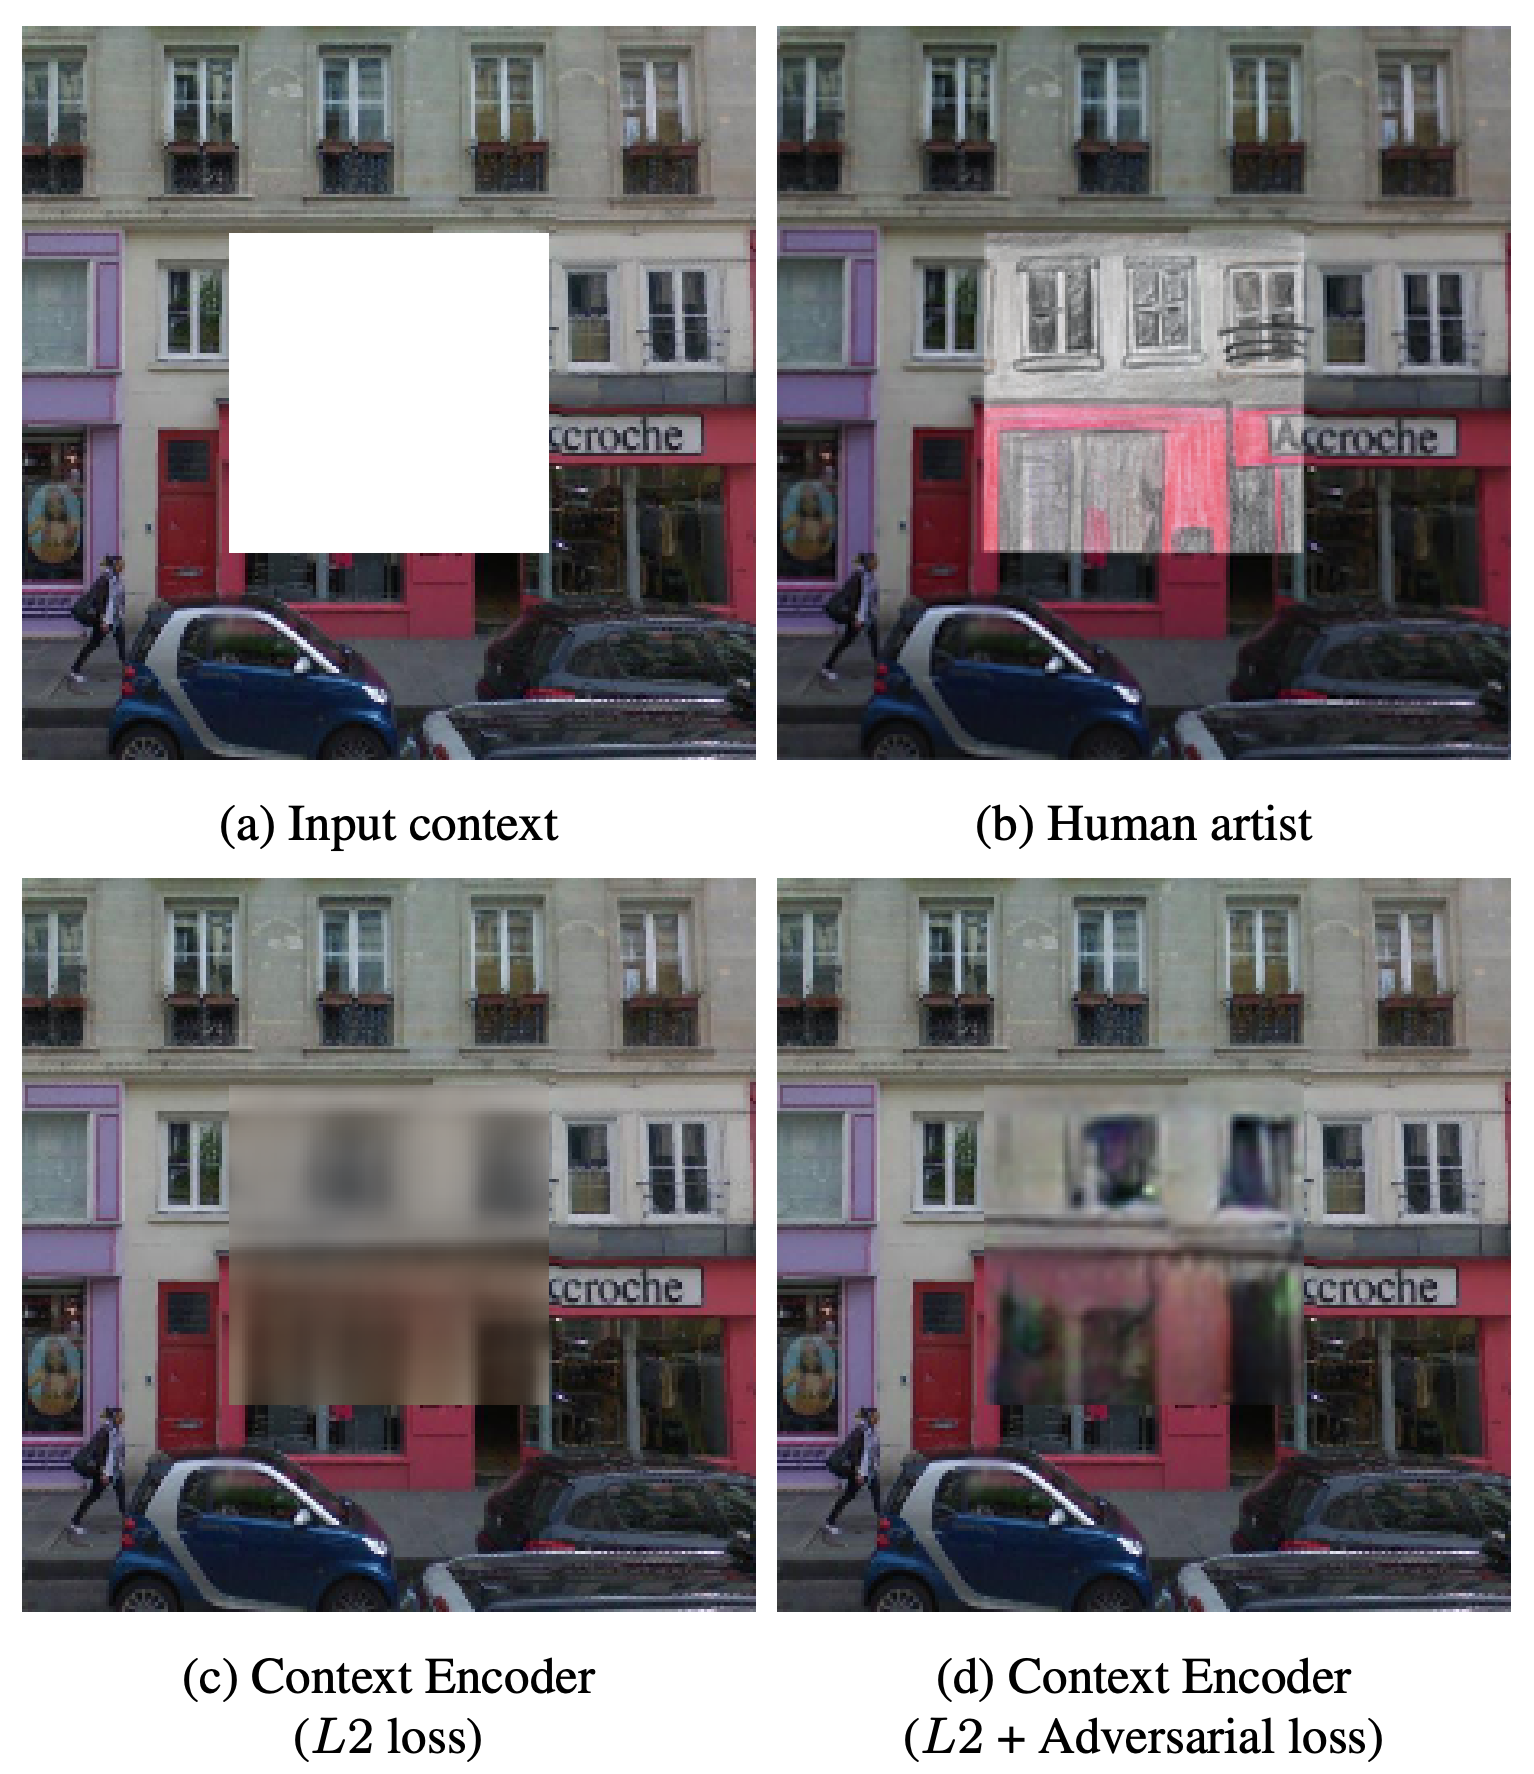 ccroche
Accroche
(a) Input context
(b) Human artist
ccroche
ccroche
(c) Context Encoder
(L2 loss)
(d) Context Encoder
(L2 + Adversarial loss)